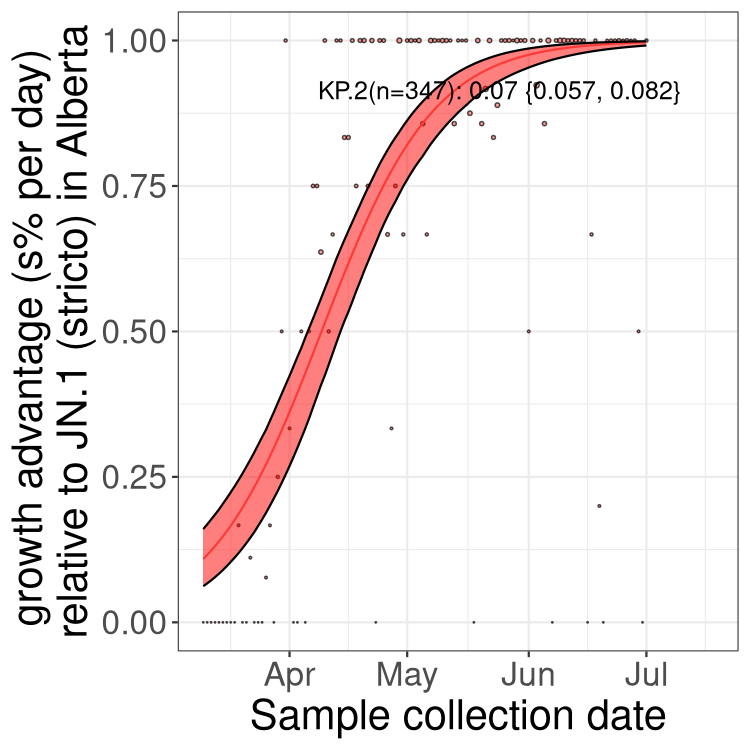 growth advantage (s% per day)
relative to JN.1 (stricto) in Alberta
1.00
0.75
0.50
0.25
0.00
KP.2(n=347): 0.07 {0.057, 0.082}
Apr May Jun Jul
Sample collection date